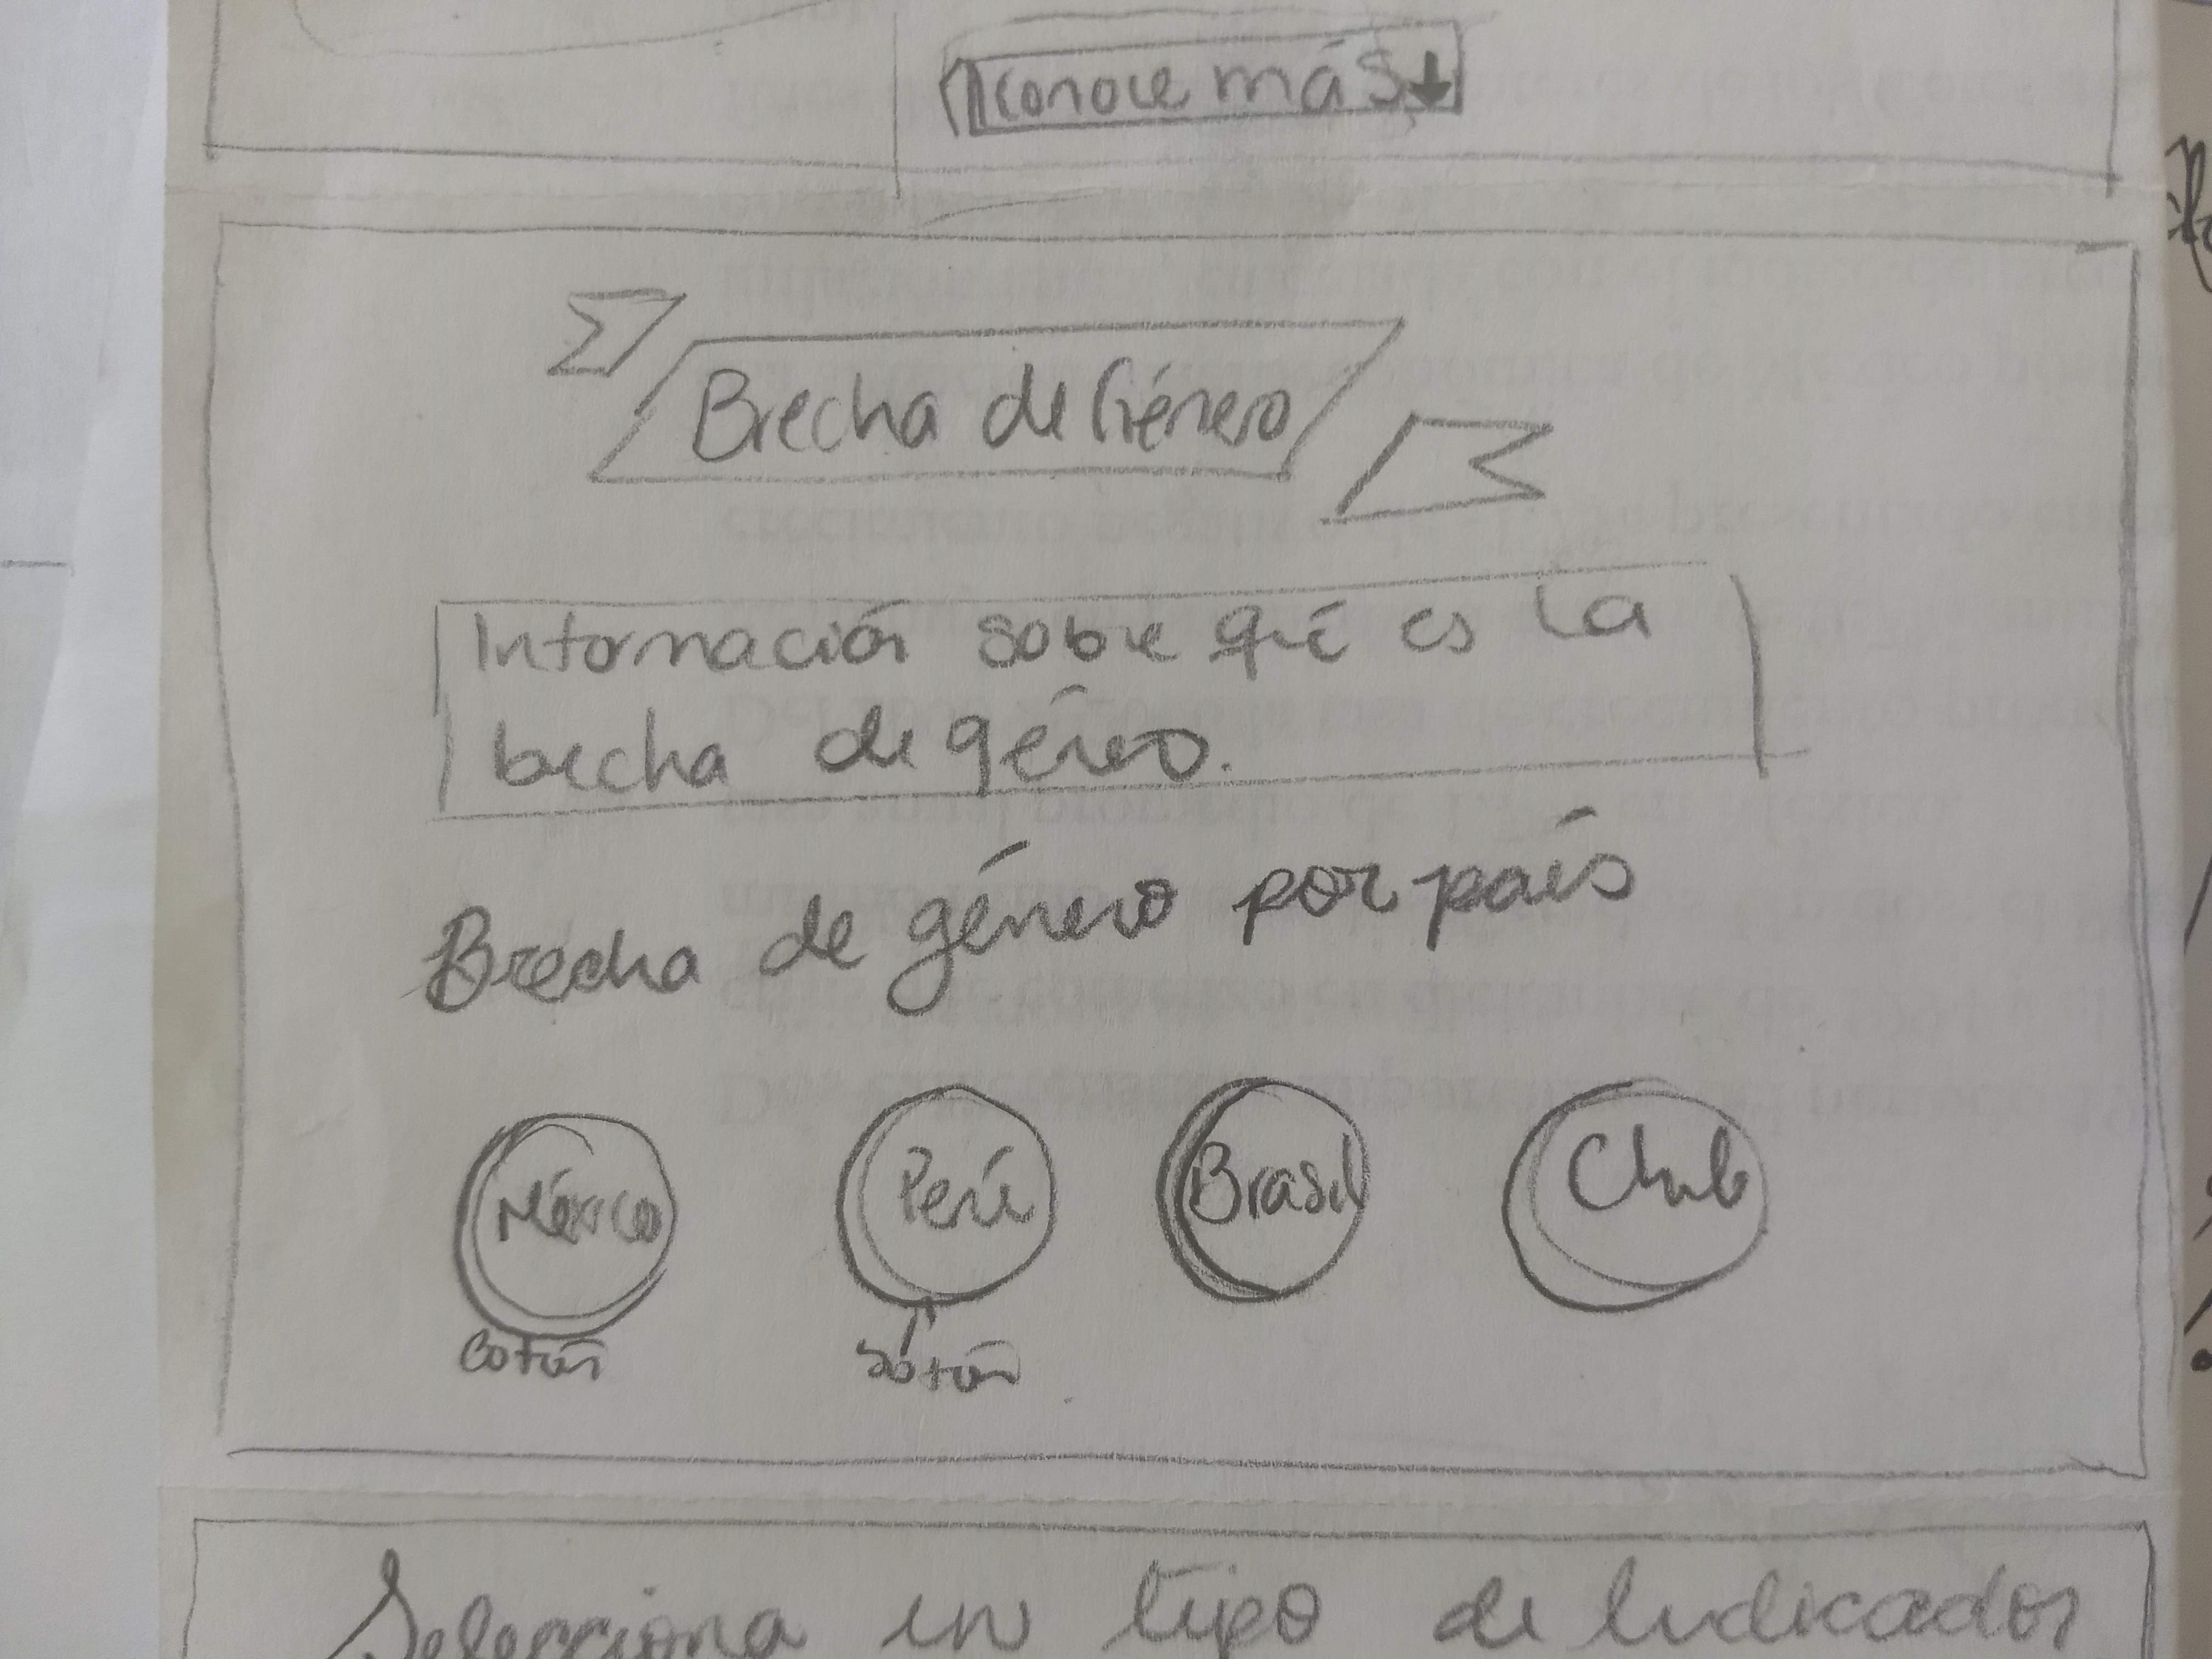 Conoce más
Brecha de Género
Información sobre qué es la
brecha de género.
Brecha de género por país
México Perú Brasil Chile
botón botón
Selecciona un tipo de Indicador